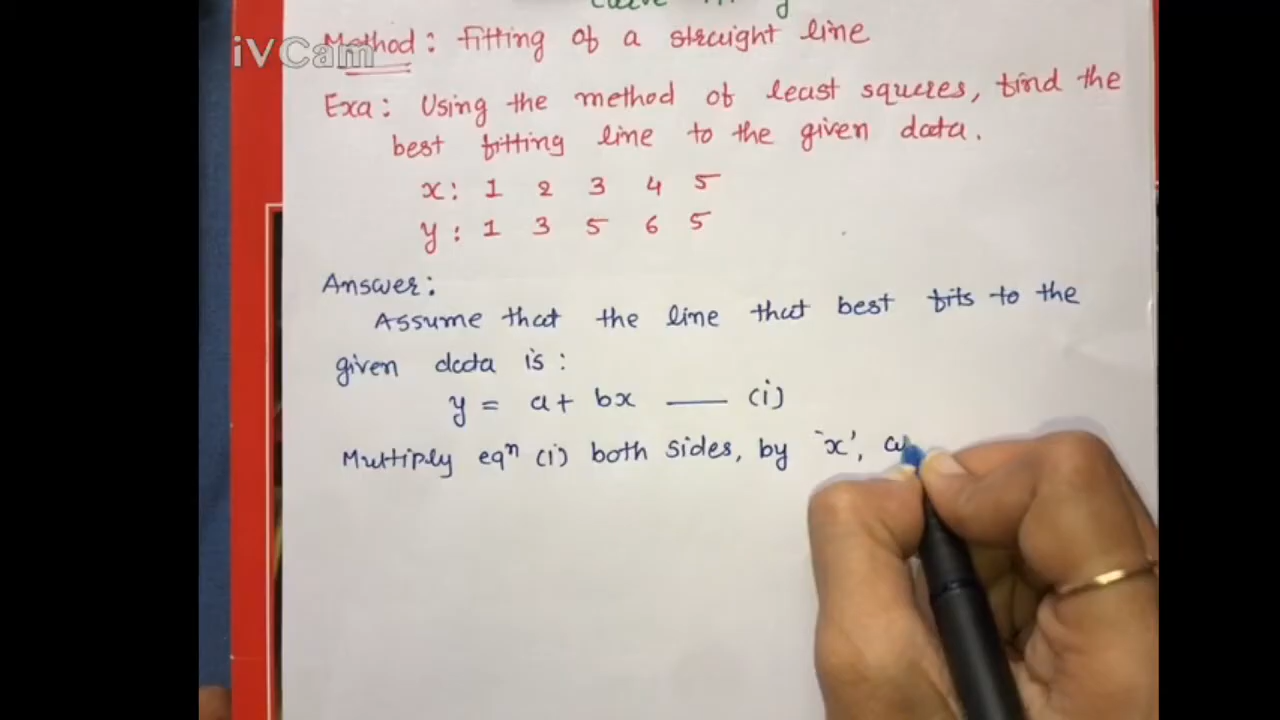 iVCam
Method: Fitting of a straight line
Exa: Using the method of least squares, find the
best fitting line to the given data.
x: 1 2 3 4 5
y: 1 3 5 6 5
Answer:
Assume that the line that best fits to the
given data is:
y = a + bx —— (i)
Multiply eqⁿ (i) both sides, by `x',